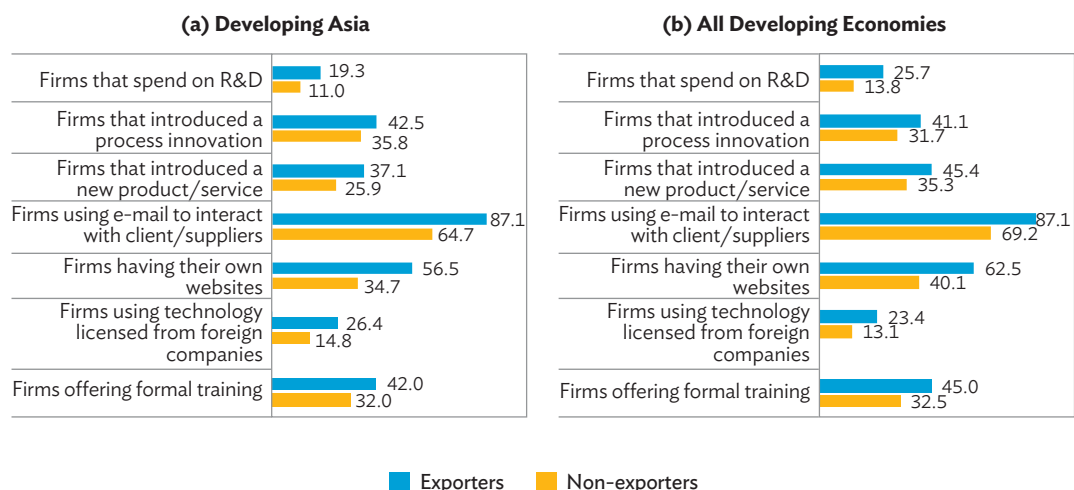 (a) Developing Asia
Firms that spend on R&D
19.3
11.0
Firms that introduced a
process innovation
42.5
35.8
Firms that introduced a
new product/service
37.1
25.9
Firms using e-mail to interact
with client/suppliers
87.1
64.7
Firms having their own
websites
56.5
34.7
Firms using technology
licensed from foreign
companies
26.4
14.8
Firms offering formal training
42.0
32.0
(b) All Developing Economies
Firms that spend on R&D
25.7
13.8
Firms that introduced a
process innovation
41.1
31.7
Firms that introduced a
new product/service
45.4
35.3
Firms using e-mail to interact
with client/suppliers
87.1
69.2
Firms having their own
websites
62.5
40.1
Firms using technology
licensed from foreign
companies
23.4
13.1
Firms offering formal training
45.0
32.5
Exporters
Non-exporters